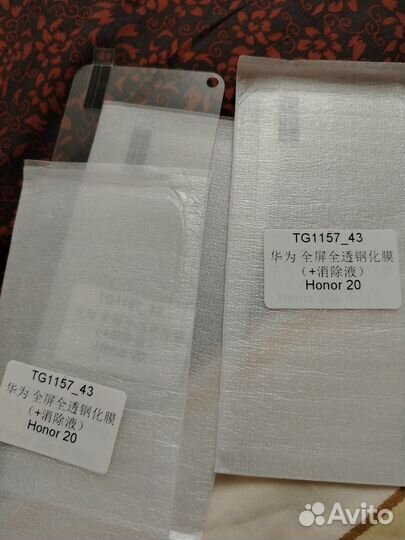 TG1157_43
华为 全屏全透钢化膜
(+消除液)
Honor 20
TG1157_43
华为 全屏全透钢化膜
(+消除液)
Honor 20
TG1157_43
Avito